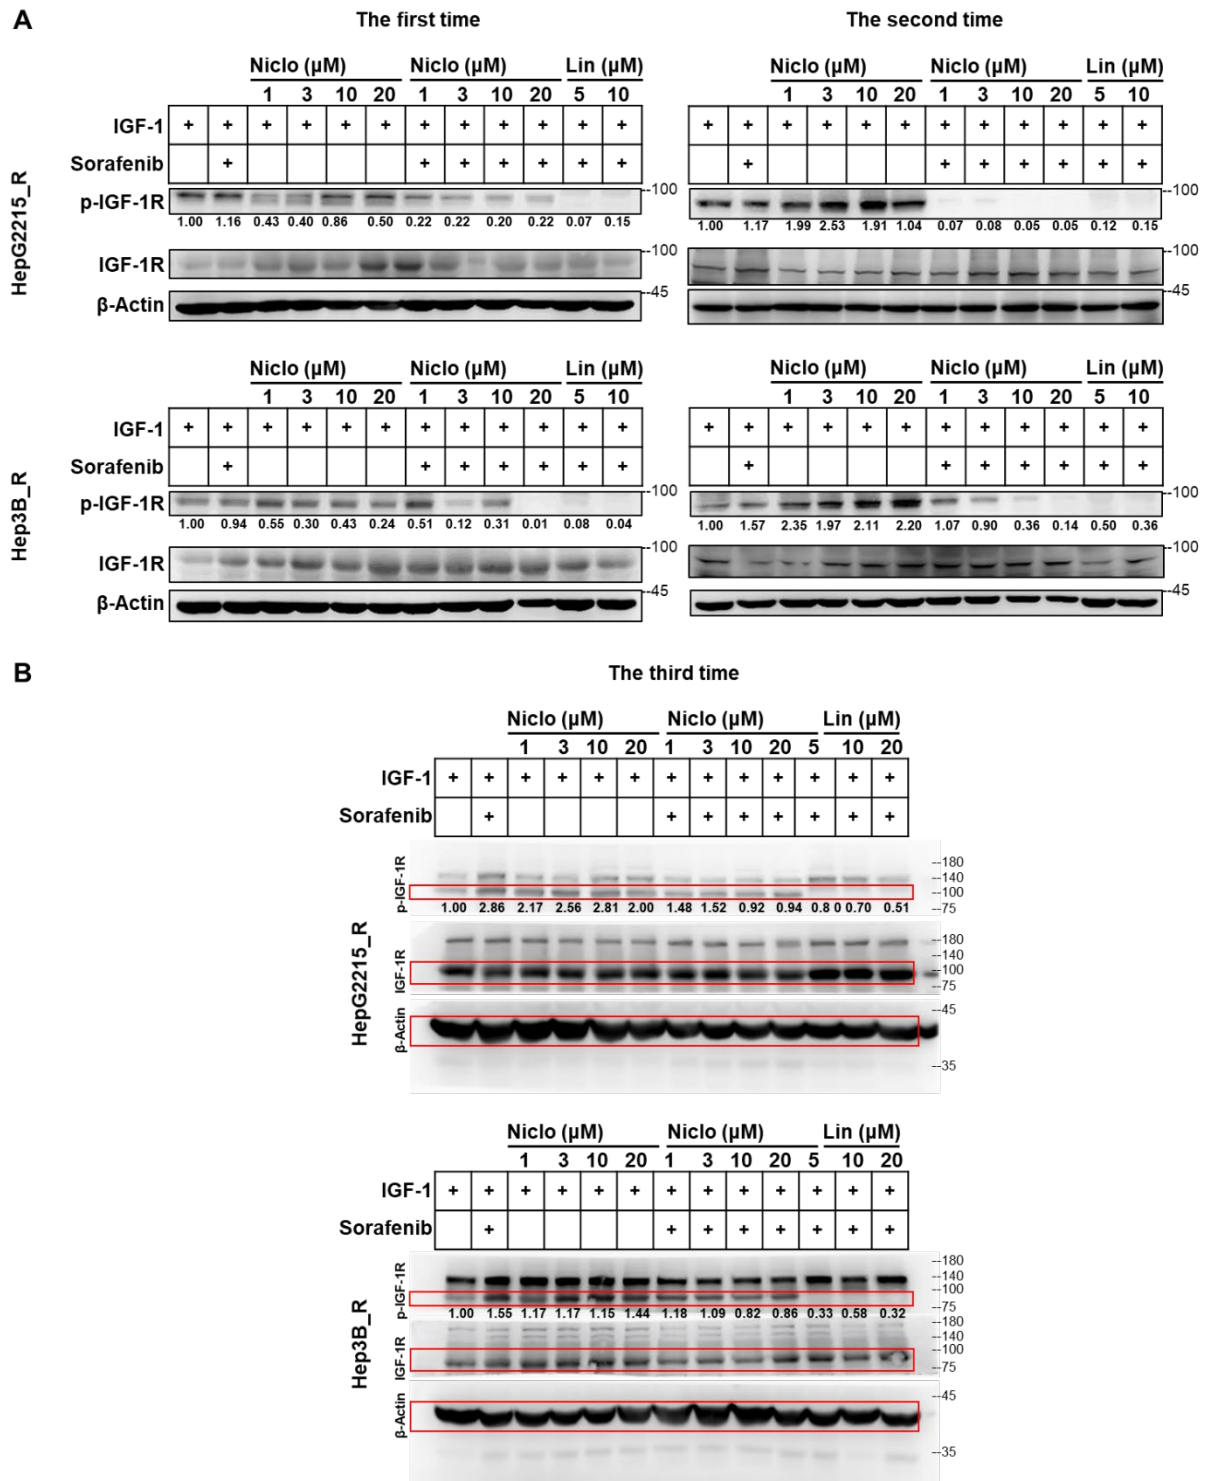 A
The first time
The second time
Niclo (μM) Niclo (μM) Lin (μM)
1 3 10 20 1 3 10 20 5 10
IGF-1 + + + + + + + + + + + +
Sorafenib + + + + + + +
p-IGF-1R --100
1.00 1.16 0.43 0.40 0.86 0.50 0.22 0.22 0.20 0.22 0.07 0.15
IGF-1R --100
β-Actin --45
HepG2215_R
Niclo (μM) Niclo (μM) Lin (μM)
1 3 10 20 1 3 10 20 5 10
+ + + + + + + + + + + +
+ + + + + + +
--100
1.00 1.17 1.99 2.53 1.91 1.04 0.07 0.08 0.05 0.05 0.12 0.15
--100
--45
Niclo (μM) Niclo (μM) Lin (μM)
1 3 10 20 1 3 10 20 5 10
IGF-1 + + + + + + + + + + + +
Sorafenib + + + + + + +
p-IGF-1R --100
1.00 0.94 0.55 0.30 0.43 0.24 0.51 0.12 0.31 0.01 0.08 0.04
IGF-1R --100
β-Actin --45
Hep3B_R
Niclo (μM) Niclo (μM) Lin (μM)
1 3 10 20 1 3 10 20 5 10
+ + + + + + + + + + + +
+ + + + + + +
--100
1.00 1.57 2.35 1.97 2.11 2.20 1.07 0.90 0.36 0.14 0.50 0.36
--100
--45
B
The third time
Niclo (μM) Niclo (μM) Lin (μM)
1 3 10 20 1 3 10 20 5 10 20
IGF-1 + + + + + + + + + + + + +
Sorafenib + + + + + + + +
p-IGF-1R
--180
--140
--100
--75
1.00 2.86 2.17 2.56 2.81 2.00 1.48 1.52 0.92 0.94 0.8 0 0.70 0.51
IGF-1R
--180
--140
--100
--75
β-Actin
--45
--35
HepG2215_R
Niclo (μM) Niclo (μM) Lin (μM)
1 3 10 20 1 3 10 20 5 10 20
IGF-1 + + + + + + + + + + + + +
Sorafenib + + + + + + + +
p-IGF-1R
--180
--140
--100
--75
1.00 1.55 1.17 1.17 1.15 1.44 1.18 1.09 0.82 0.86 0.33 0.58 0.32
IGF-1R
--180
--140
--100
--75
β-Actin
--45
--35
Hep3B_R